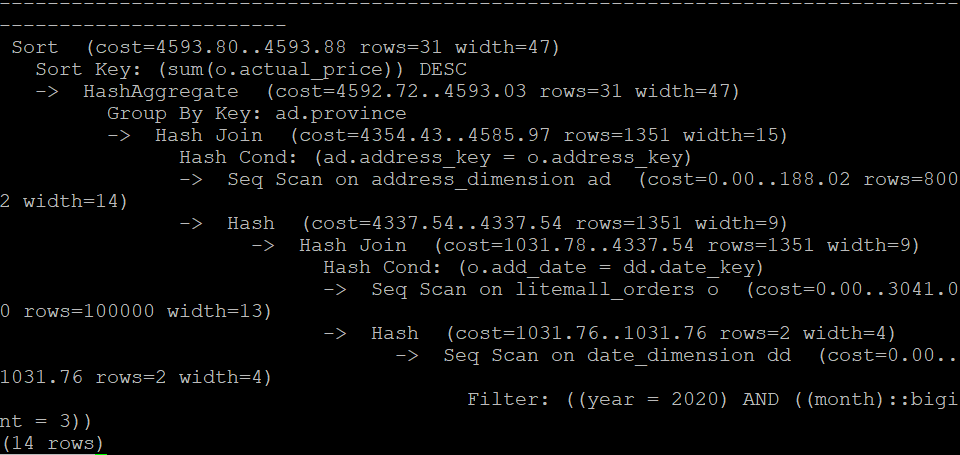 --------------------------------------------------------------------------------
------------------------
 Sort  (cost=4593.80..4593.88 rows=31 width=47)
   Sort Key: (sum(o.actual_price)) DESC
   ->  HashAggregate  (cost=4592.72..4593.03 rows=31 width=47)
         Group By Key: ad.province
         ->  Hash Join  (cost=4354.43..4585.97 rows=1351 width=15)
               Hash Cond: (ad.address_key = o.address_key)
               ->  Seq Scan on address_dimension ad  (cost=0.00..188.02 rows=800
2 width=14)
               ->  Hash  (cost=4337.54..4337.54 rows=1351 width=9)
                     ->  Hash Join  (cost=1031.78..4337.54 rows=1351 width=9)
                           Hash Cond: (o.add_date = dd.date_key)
                           ->  Seq Scan on litemall_orders o  (cost=0.00..3041.0
0 rows=100000 width=13)
                           ->  Hash  (cost=1031.76..1031.76 rows=2 width=4)
                                 ->  Seq Scan on date_dimension dd  (cost=0.00..
1031.76 rows=2 width=4)
                                       Filter: ((year = 2020) AND ((month)::bigi
nt = 3))
(14 rows)